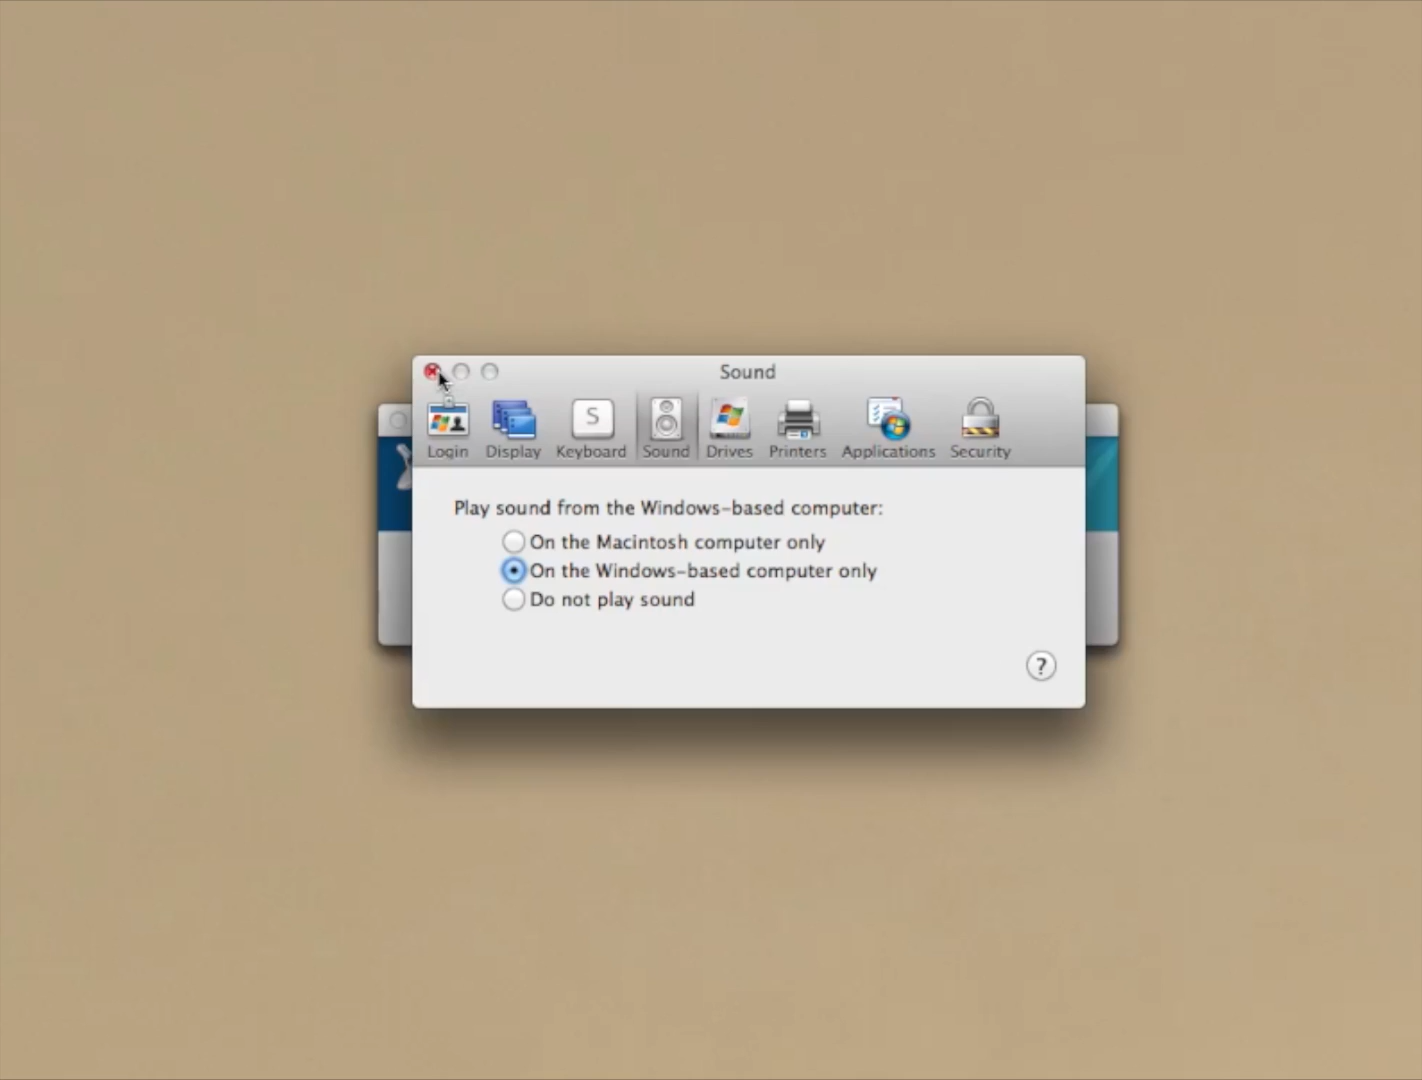 Sound
S
Login Display Keyboard Sound Drives Printers Applications Security
Play sound from the Windows-based computer:
On the Macintosh computer only
On the Windows-based computer only
Do not play sound
?